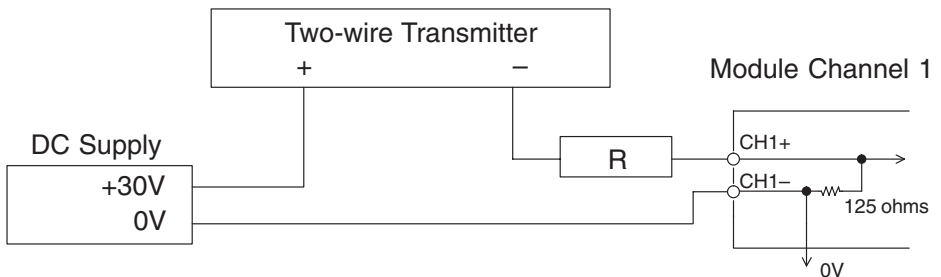 Two-wire Transmitter
+ –
Module Channel 1
DC Supply
+30V
0V
R
CH1+
CH1–
125 ohms
0V